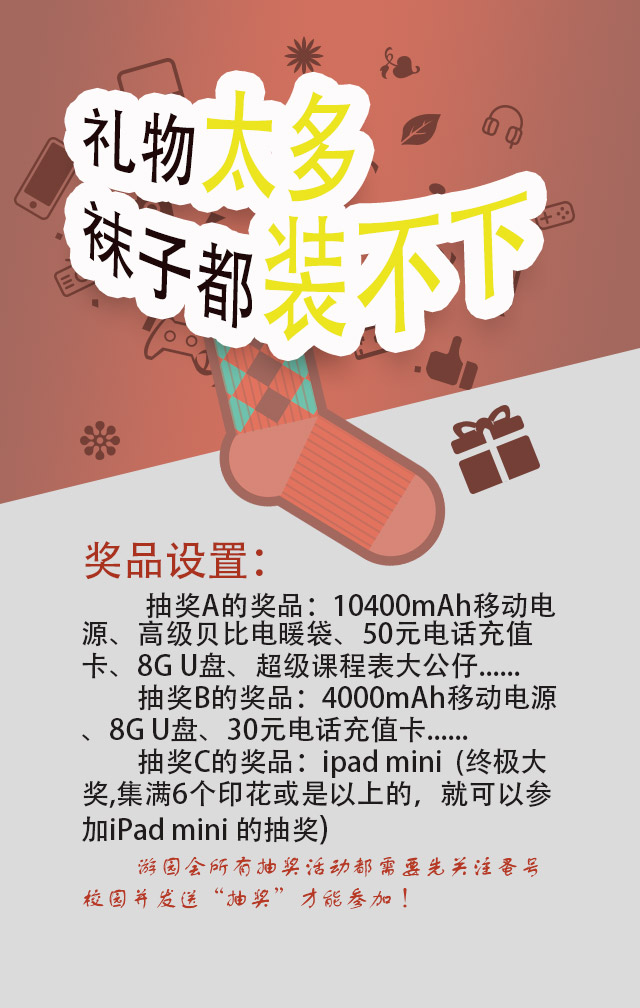 礼物太多
袜子都装不下
奖品设置：
抽奖A的奖品：10400mAh移动电
源、高级贝比电暖袋、50元电话充值
卡、8G U盘、超级课程表大公仔......
抽奖B的奖品：4000mAh移动电源
、8G U盘、30元电话充值卡......
抽奖C的奖品：ipad mini（终极大
奖,集满6个印花或是以上的，就可以参
加iPad mini 的抽奖)
游园会所有抽奖活动都需要先关注蚤号
校园并发送“抽奖”才能参加！